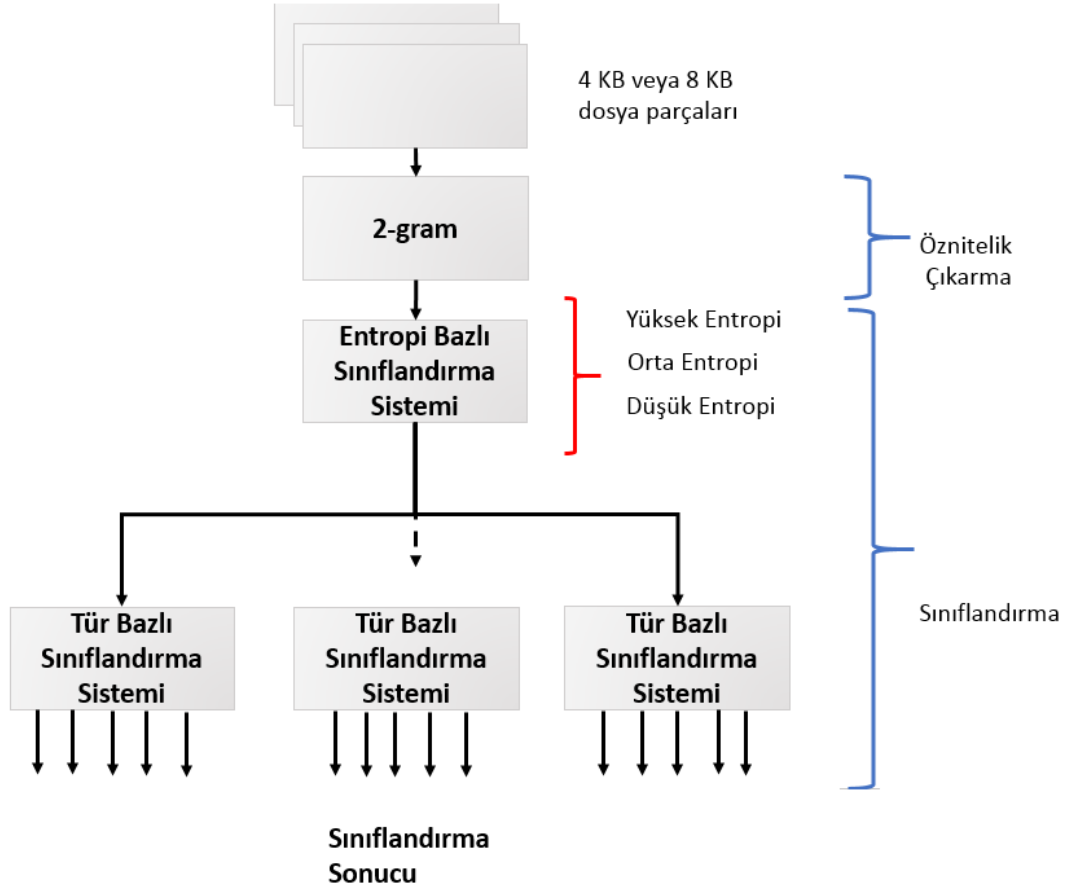 4 KB veya 8 KB
dosya parçaları
2-gram
Öznitelik
Çıkarma
Entropi Bazlı
Sınıflandırma
Sistemi
Yüksek Entropi
Orta Entropi
Düşük Entropi
Tür Bazlı
Sınıflandırma
Sistemi
Tür Bazlı
Sınıflandırma
Sistemi
Tür Bazlı
Sınıflandırma
Sistemi
Sınıflandırma
Sınıflandırma
Sonucu